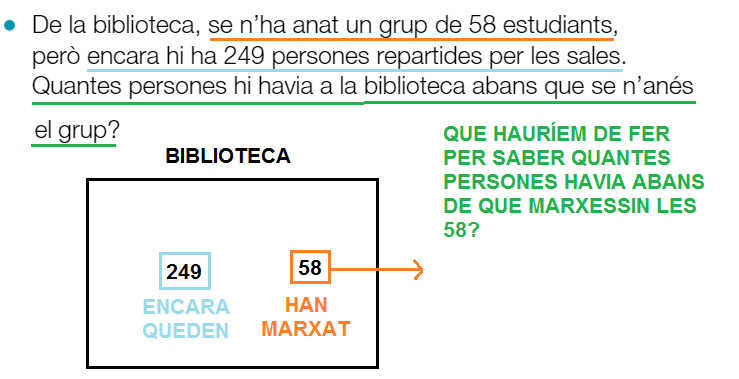 • De la biblioteca, se n’ha anat un grup de 58 estudiants,
però encara hi ha 249 persones repartides per les sales.
Quantes persones hi havia a la biblioteca abans que se n’anés
el grup?
BIBLIOTECA
249
ENCARA
QUEDEN
58
HAN
MARXAT
QUE HAURÍEM DE FER
PER SABER QUANTES
PERSONES HAVIA ABANS
DE QUE MARXESSIN LES
58?